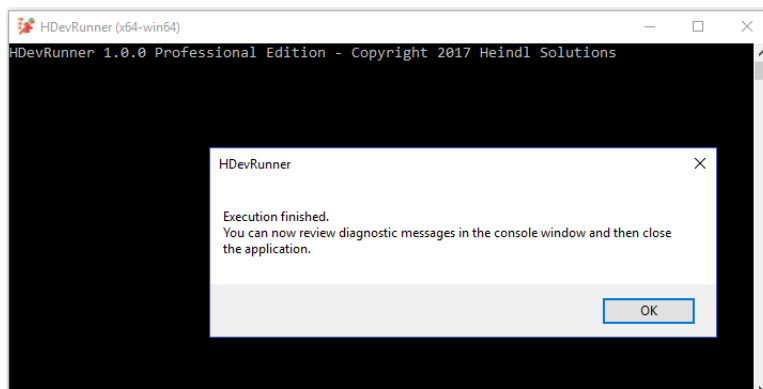 HDevRunner (x64-win64)
HDevRunner 1.0.0 Professional Edition - Copyright 2017 Heindl Solutions
HDevRunner
Execution finished.
You can now review diagnostic messages in the console window and then close
the application.
OK